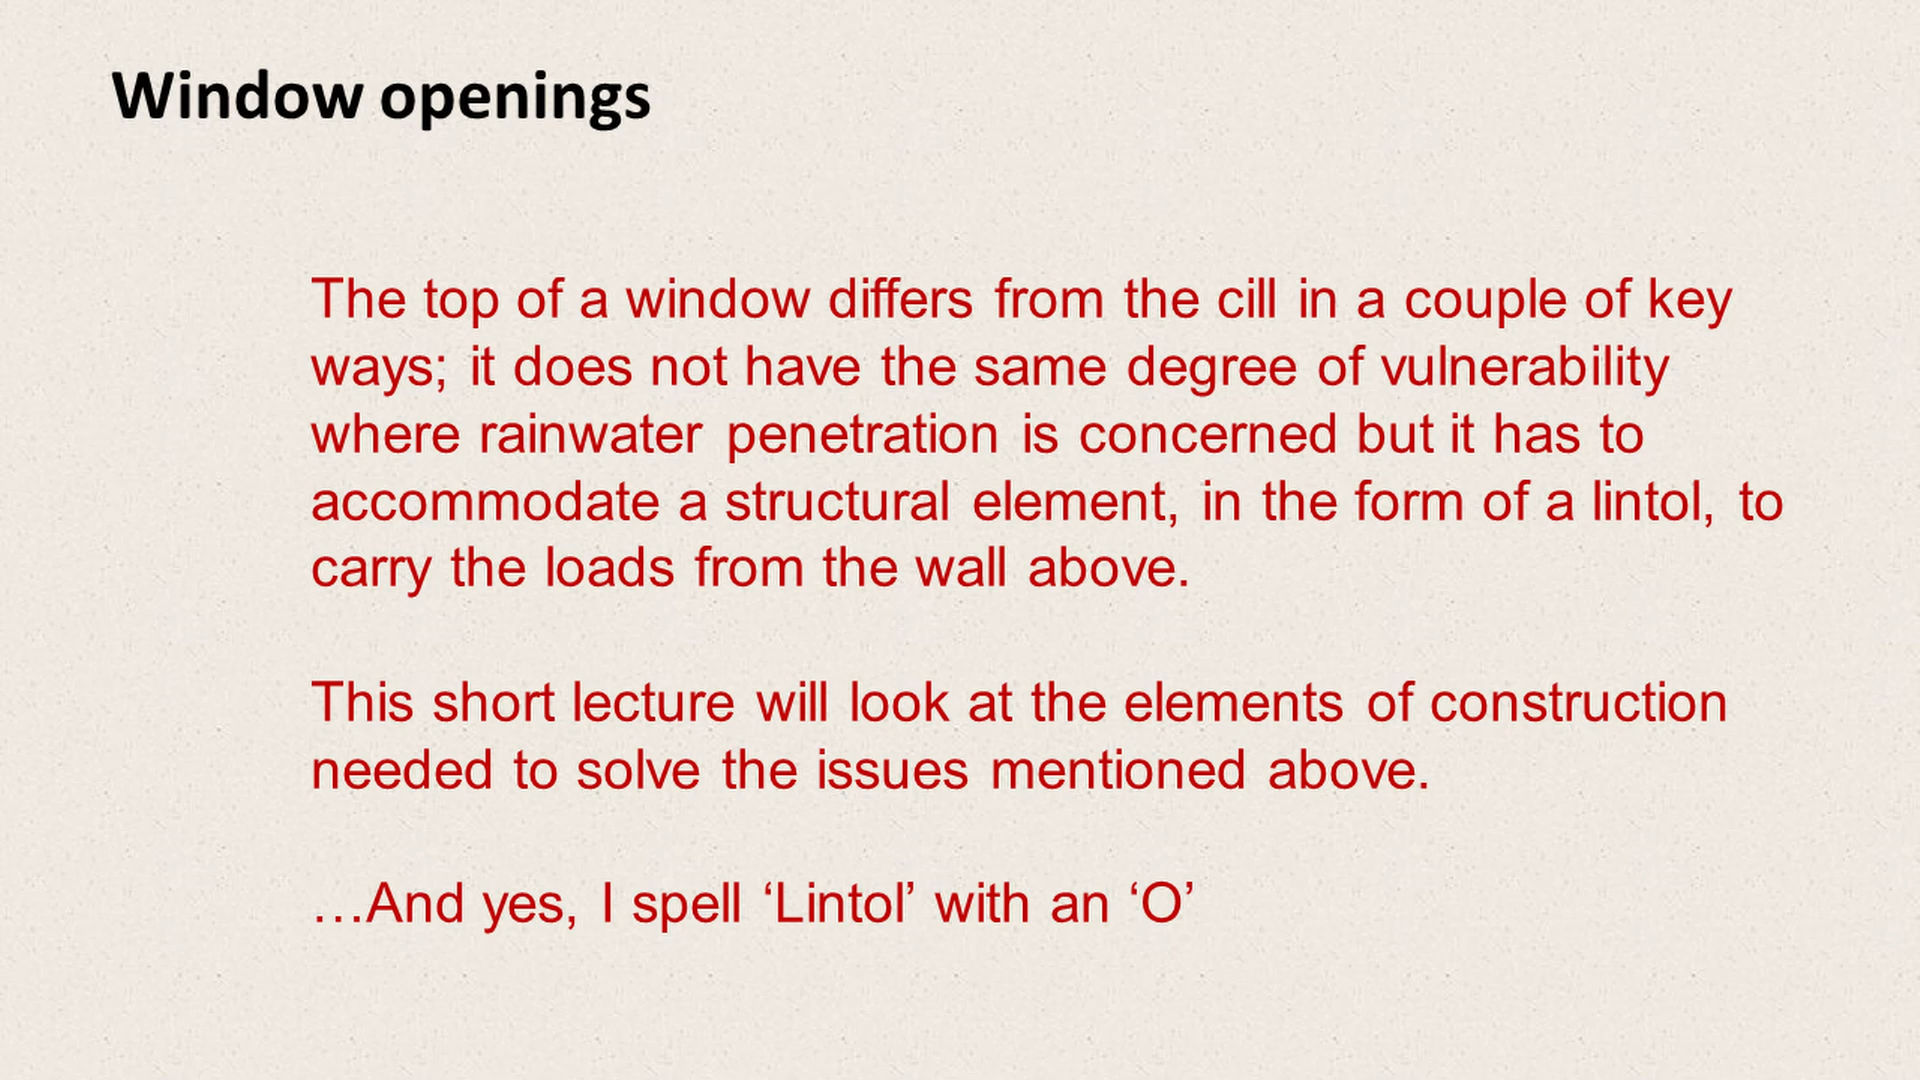 Window openings
The top of a window differs from the cill in a couple of key
ways; it does not have the same degree of vulnerability
where rainwater penetration is concerned but it has to
accommodate a structural element, in the form of a lintol, to
carry the loads from the wall above.
This short lecture will look at the elements of construction
needed to solve the issues mentioned above.
…And yes, I spell ‘Lintol’ with an ‘O’